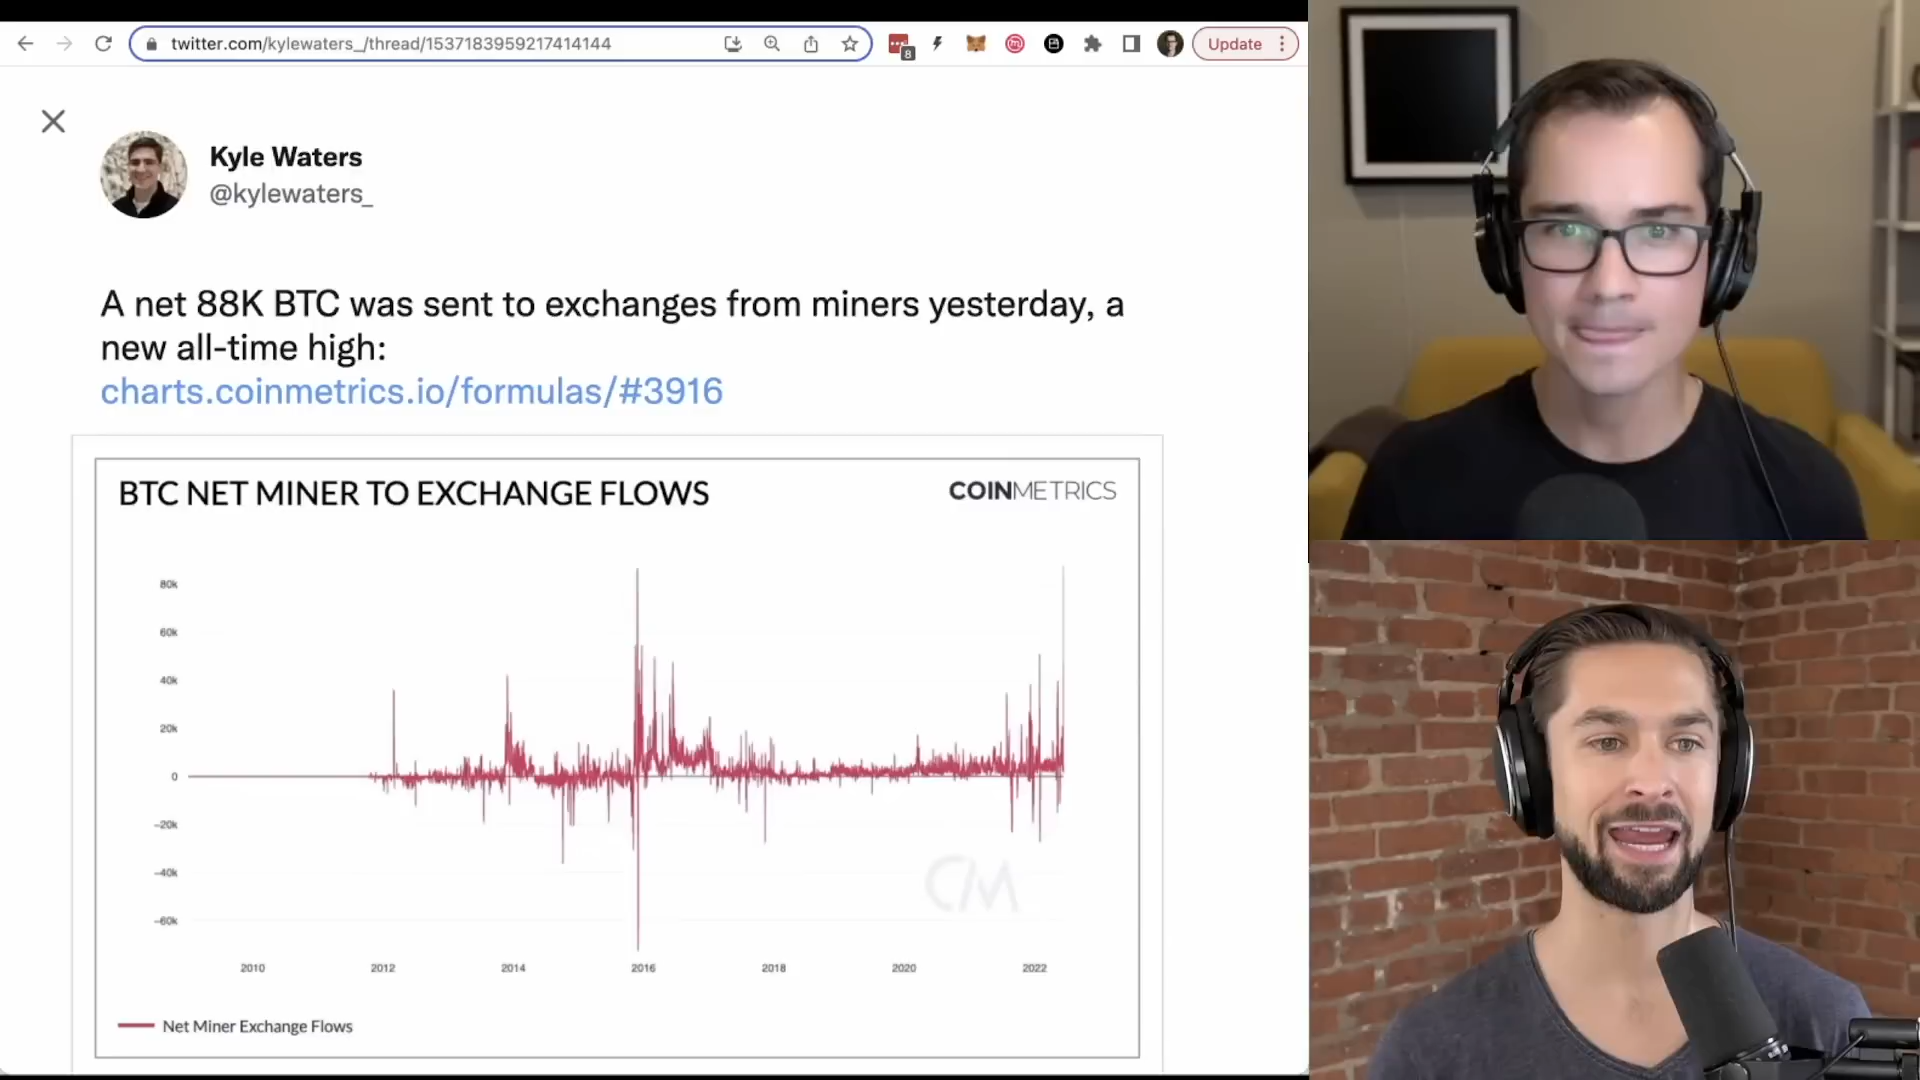 twitter.com/kylewaters_/thread/1537183959217414144
8
Update
Kyle Waters
@kylewaters_
A net 88K BTC was sent to exchanges from miners yesterday, a
new all-time high:
charts.coinmetrics.io/formulas/#3916
BTC NET MINER TO EXCHANGE FLOWS
COINMETRICS
80k
60k
40k
20k
0
-20k
-40k
-60k
CM
2010 2012 2014 2016 2018 2020 2022
Net Miner Exchange Flows